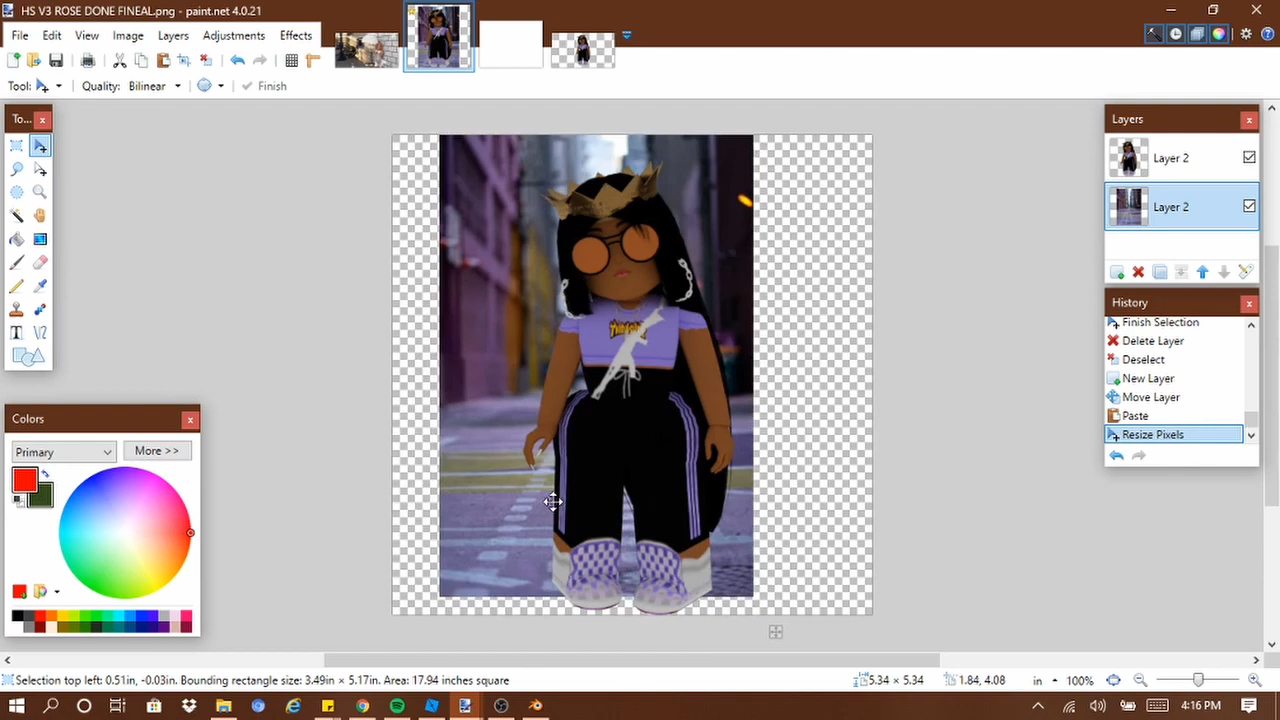 HS V3 ROSE DONE FINEAL.png - paint.net 4.0.21
File Edit View Image Layers Adjustments Effects
Tool: Quality: Bilinear Finish
To...
Layers
Layer 2
Layer 2
History
Finish Selection
Delete Layer
Deselect
New Layer
Move Layer
Paste
Resize Pixels
Colors
Primary More >>
Selection top left: 0.51in, -0.03in. Bounding rectangle size: 3.49in × 5.17in. Area: 17.94 inches square 5.34 × 5.34 1.84, 4.08 in 100%
4:16 PM